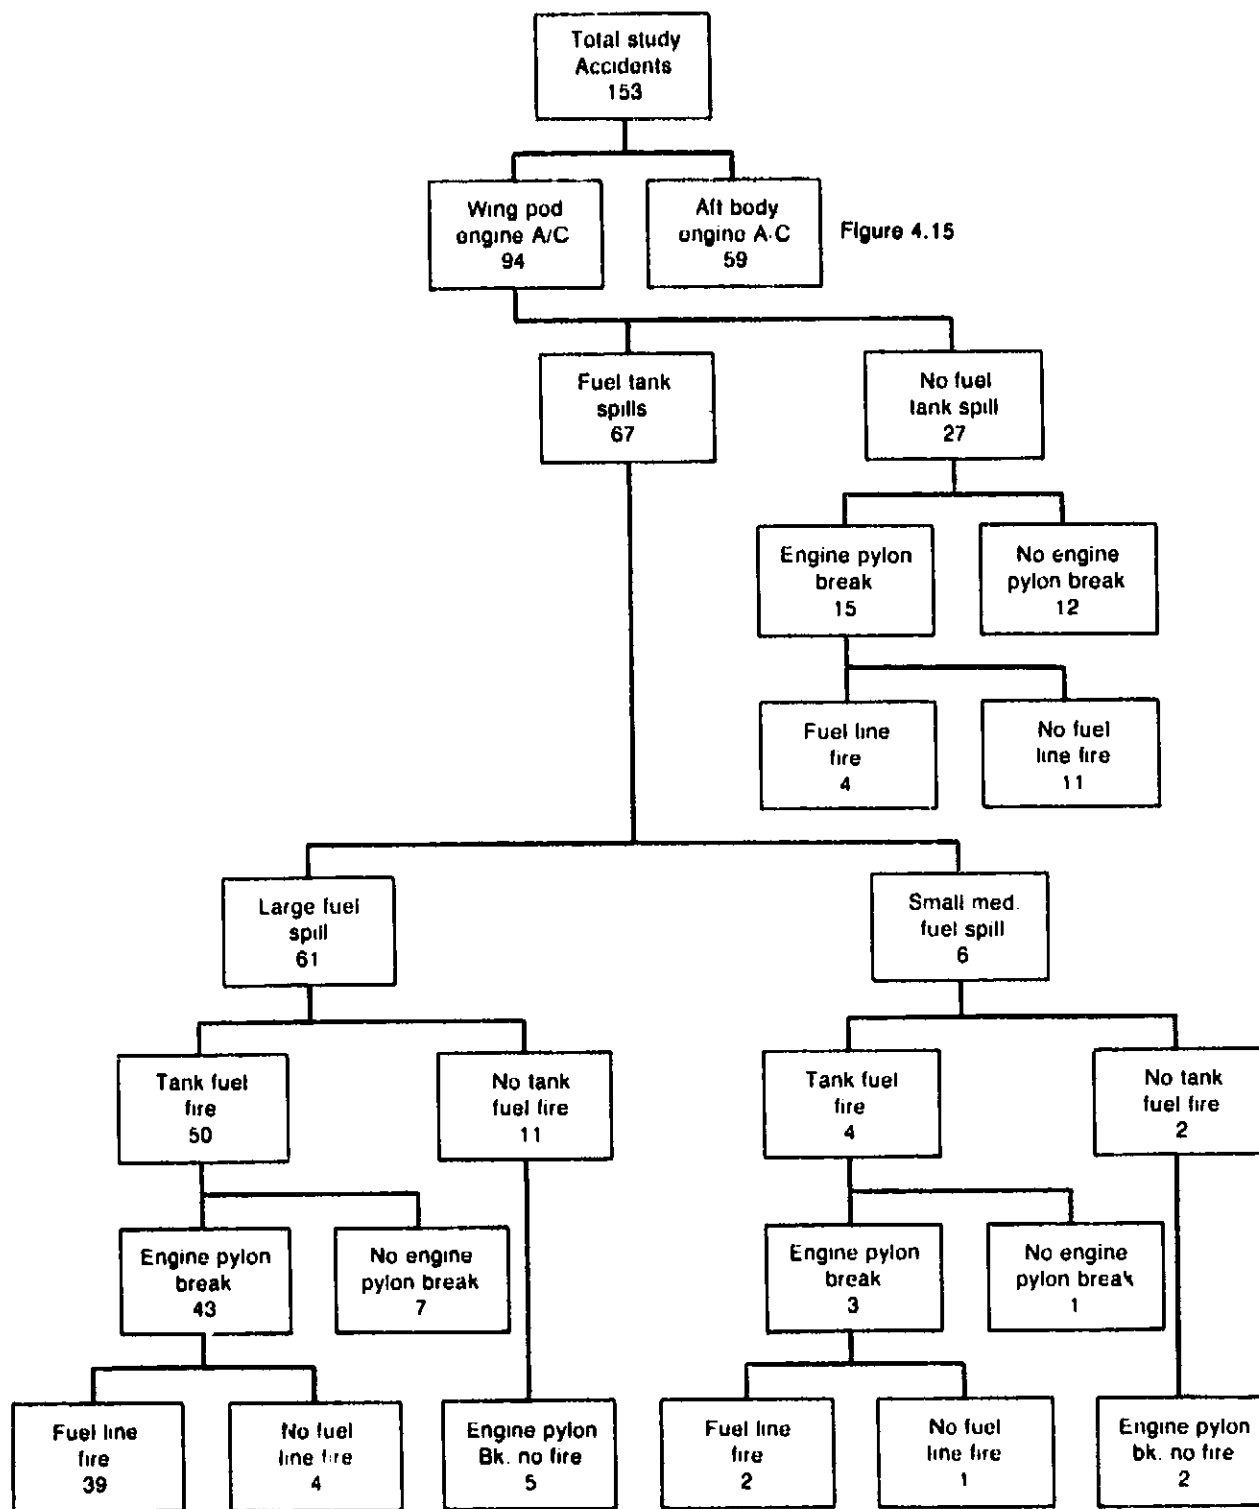 Total study
Accidents
153
Wing pod
engine A/C
94
Aft body
engine A-C
59
Figure 4.15
Fuel tank
spills
67
No fuel
tank spill
27
Engine pylon
break
15
No engine
pylon break
12
Fuel line
fire
4
No fuel
line fire
11
Large fuel
spill
61
Small med.
fuel spill
6
Tank fuel
fire
50
No tank
fuel fire
11
Tank fuel
fire
4
No tank
fuel fire
2
Engine pylon
break
43
No engine
pylon break
7
Engine pylon
break
3
No engine
pylon break
1
Fuel line
fire
39
No fuel
line fire
4
Engine pylon
Bk. no fire
5
Fuel line
fire
2
No fuel
line fire
1
Engine pylon
bk. no fire
2